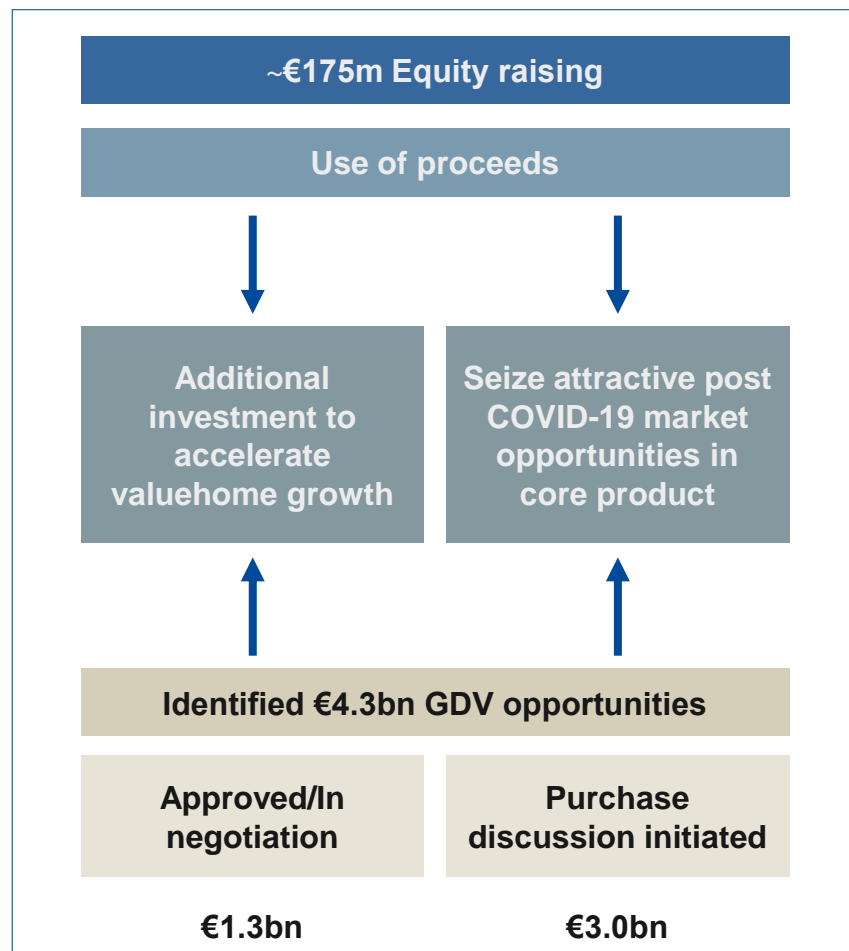 ~€175m Equity raising
Use of proceeds
Additional
investment to
accelerate
valuehome growth
Seize attractive post
COVID-19 market
opportunities in
core product
Identified €4.3bn GDV opportunities
Approved/In
negotiation
Purchase
discussion initiated
€1.3bn
€3.0bn